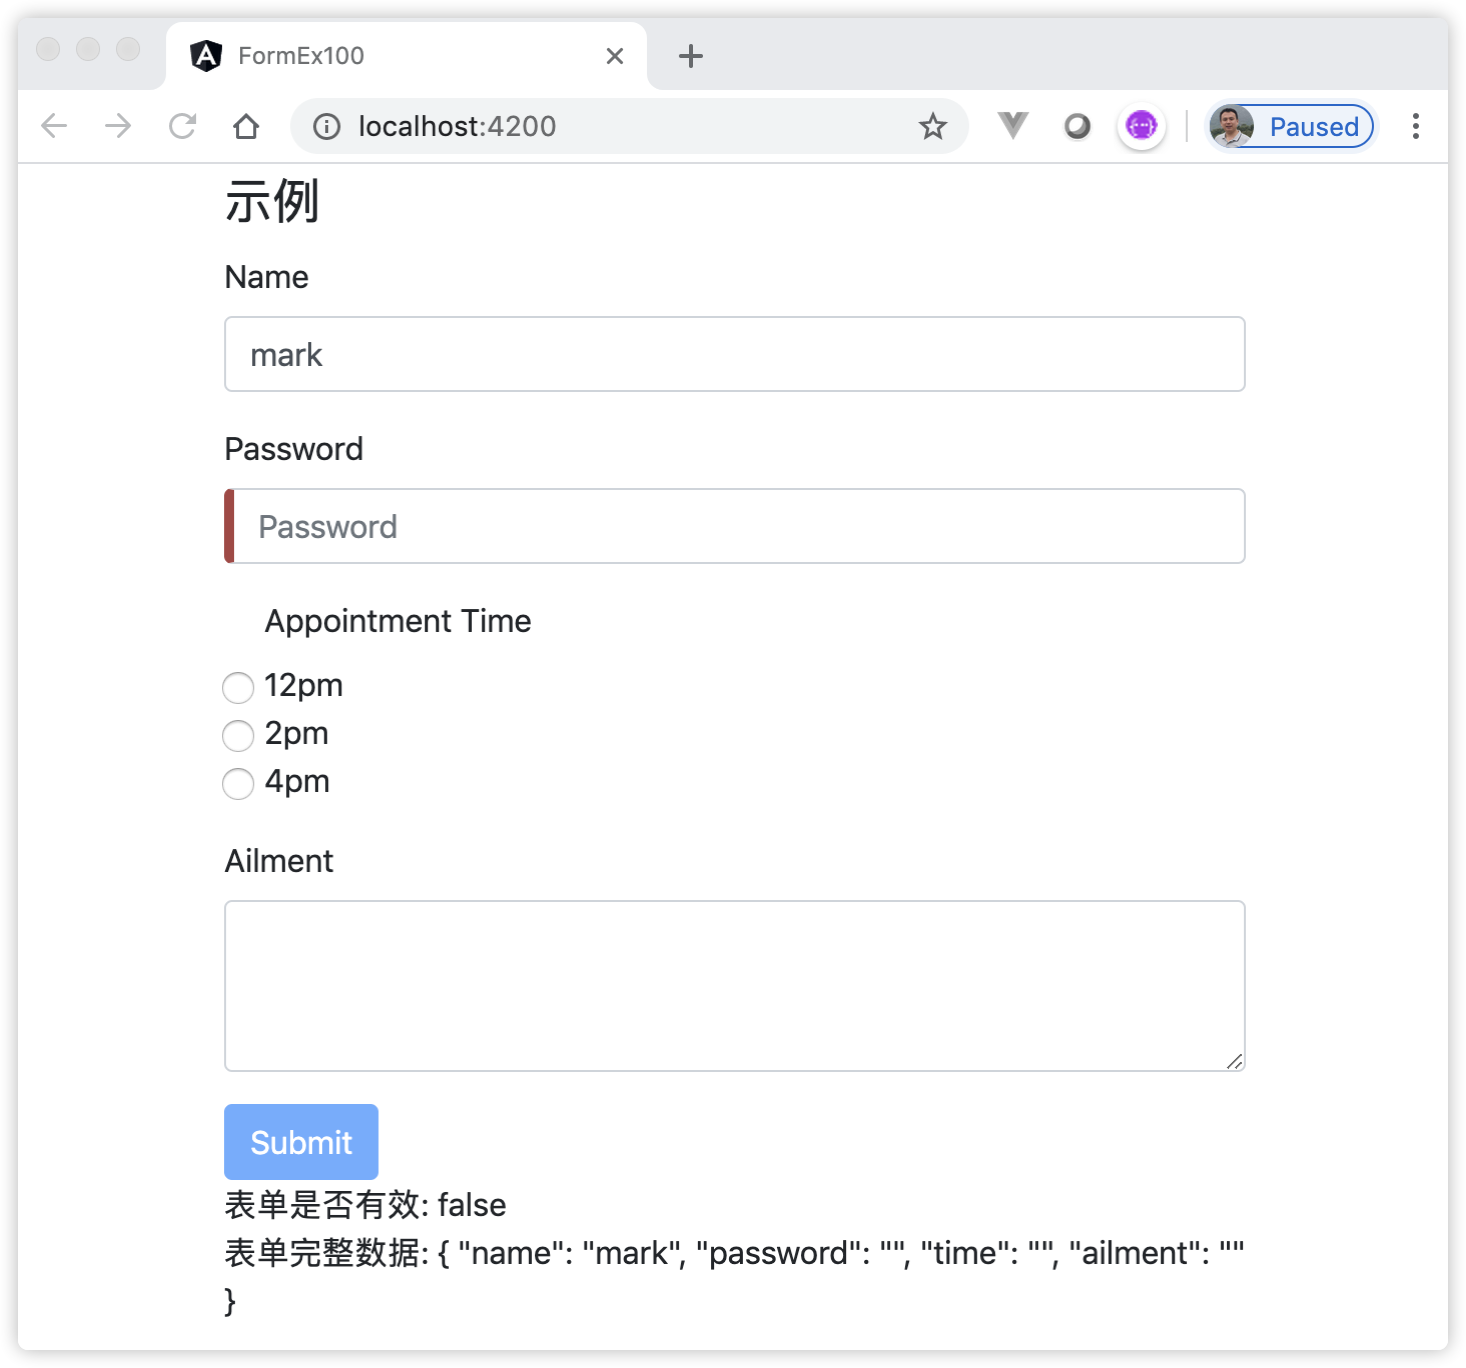 FormEx100
localhost:4200
Paused
示例
Name
mark
Password
Password
Appointment Time
12pm
2pm
4pm
Ailment
Submit
表单是否有效: false
表单完整数据: { "name": "mark", "password": "", "time": "", "ailment": ""
}